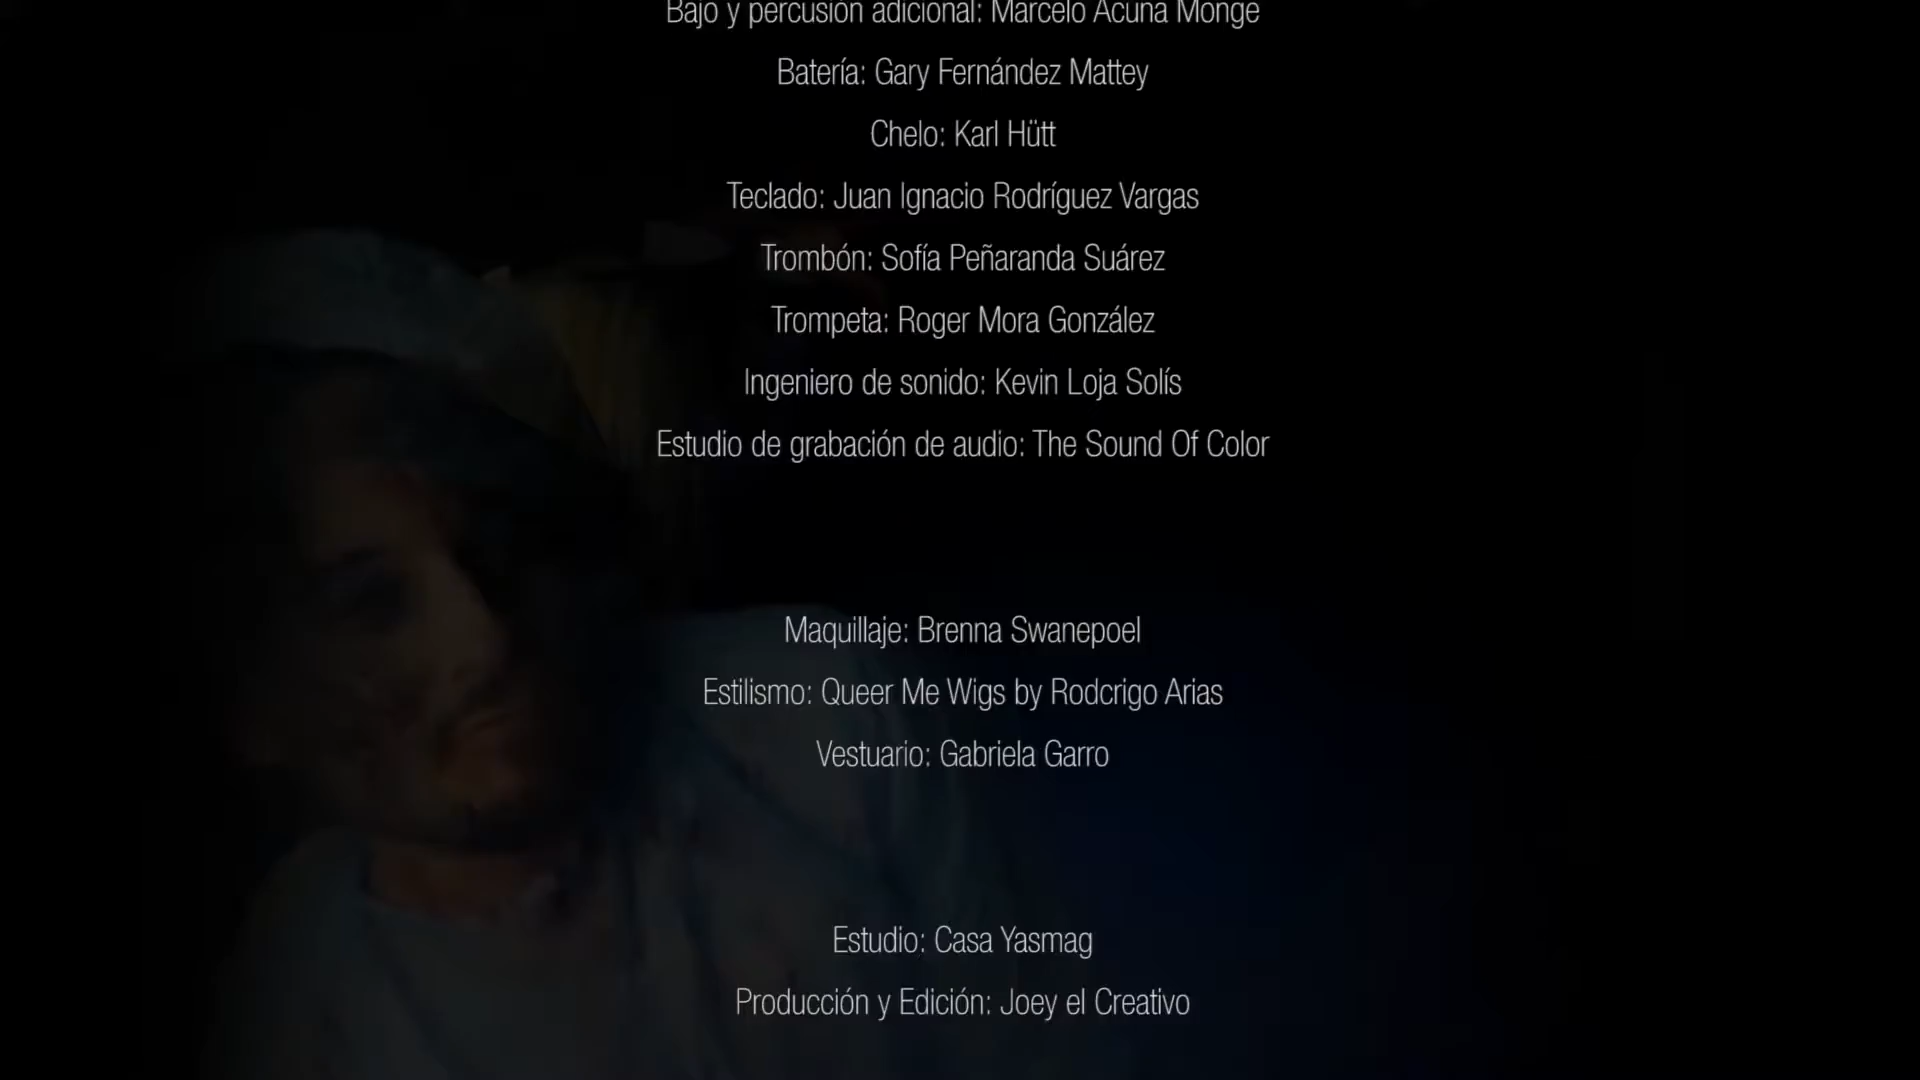 Bajo y percusión adicional: Marcelo Acuña Monge
Batería: Gary Fernández Mattey
Chelo: Karl Hütt
Teclado: Juan Ignacio Rodríguez Vargas
Trombón: Sofía Peñaranda Suárez
Trompeta: Roger Mora González
Ingeniero de sonido: Kevin Loja Solís
Estudio de grabación de audio: The Sound Of Color
Maquillaje: Brenna Swanepoel
Estilismo: Queer Me Wigs by Rodcrigo Arias
Vestuario: Gabriela Garro
Estudio: Casa Yasmag
Producción y Edición: Joey el Creativo